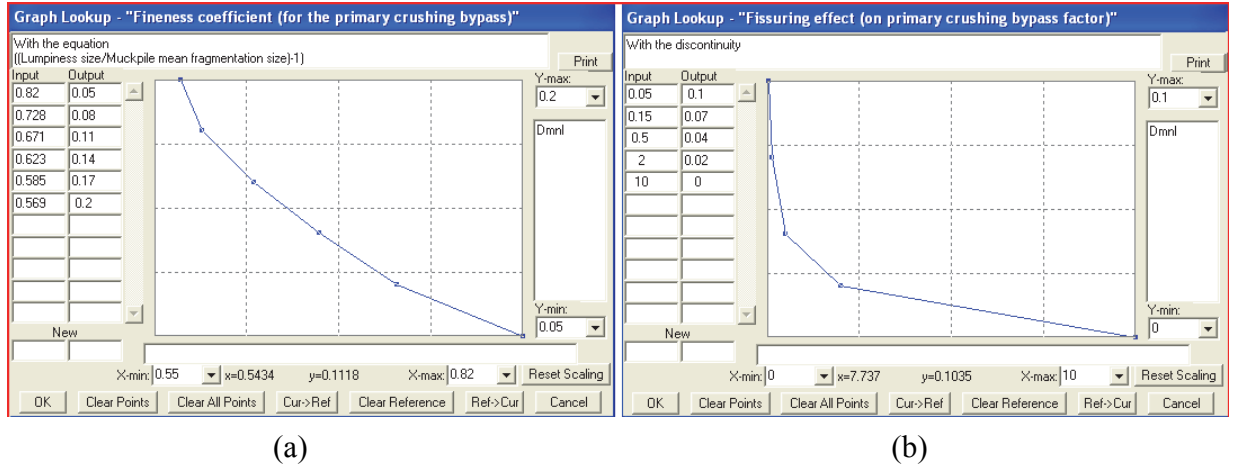 Graph Lookup - "Fineness coefficient (for the primary crushing bypass)"
With the equation
((Lumpiness size/Muckpile mean fragmentation size)-1)
Print
Input Output
0.82 0.05
0.728 0.08
0.671 0.11
0.623 0.14
0.585 0.17
0.569 0.2
New
Y-max:
0.2
Dmnl
Y-min:
0.05
X-min: 0.55 x=0.5434 y=0.1118 X-max: 0.82 Reset Scaling
OK Clear Points Clear All Points Cur->Ref Clear Reference Ref->Cur Cancel
(a)
Graph Lookup - "Fissuring effect (on primary crushing bypass factor)"
With the discontinuity
Print
Input Output
0.05 0.1
0.15 0.07
0.5 0.04
2 0.02
10 0
New
Y-max:
0.1
Dmnl
Y-min:
0
X-min: 0 x=7.737 y=0.1035 X-max: 10 Reset Scaling
OK Clear Points Clear All Points Cur->Ref Clear Reference Ref->Cur Cancel
(b)